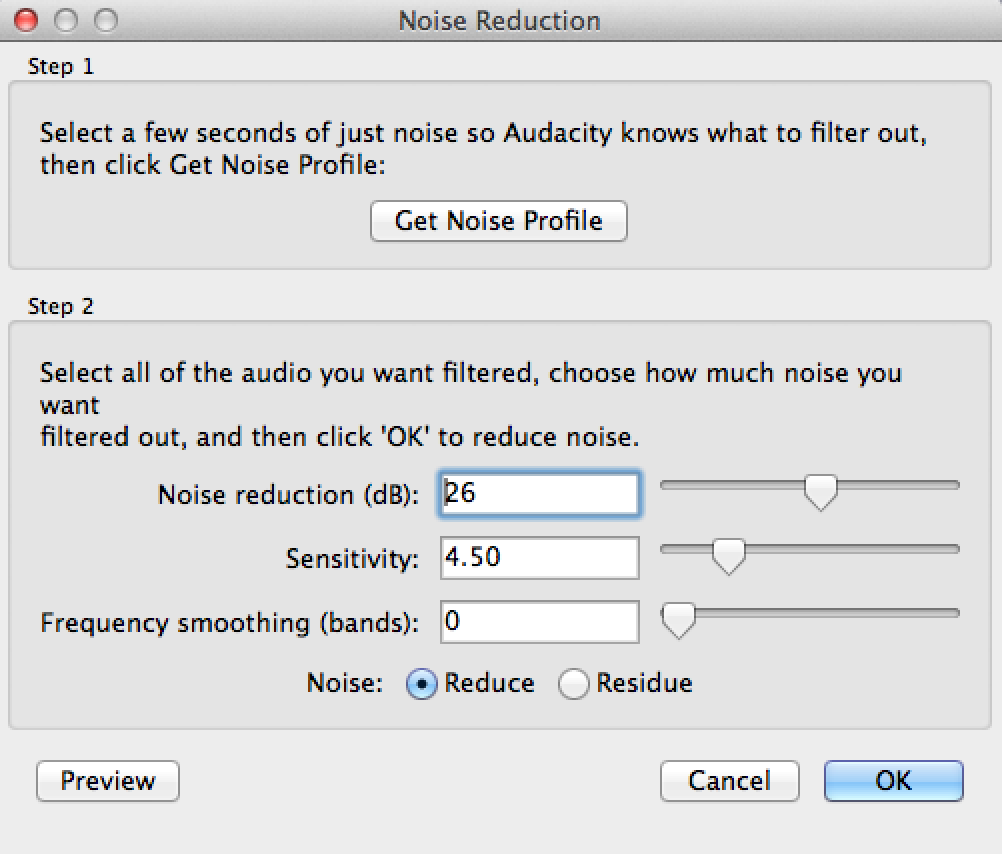 Noise Reduction
Step 1
Select a few seconds of just noise so Audacity knows what to filter out,
then click Get Noise Profile:
Get Noise Profile
Step 2
Select all of the audio you want filtered, choose how much noise you
want
filtered out, and then click 'OK' to reduce noise.
Noise reduction (dB): 26
Sensitivity: 4.50
Frequency smoothing (bands): 0
Noise: Reduce Residue
Preview Cancel OK